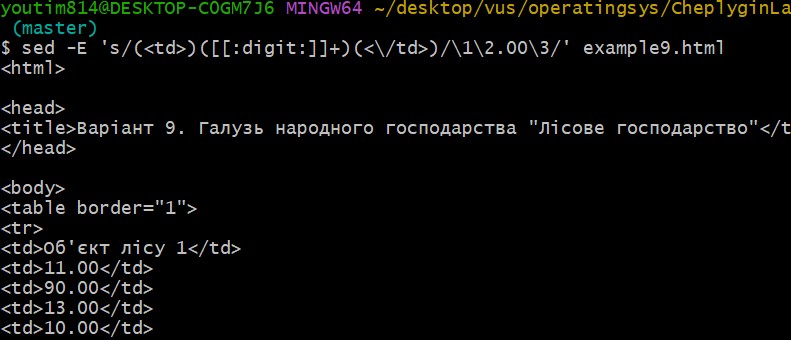 youtim814@DESKTOP-COGM7J6 MINGW64 ~/desktop/vus/operatingsys/CheplyginLa
(master)
$ sed -E 's/(<td>)([[:digit:]]+)(<\/td>)/\1\2.00\3/' example9.html
<html>
<head>
<title>Варіант 9. Галузь народного господарства "Лісове господарство"</t
</head>
<body>
<table border="1">
<tr>
<td>Об'єкт лісу 1</td>
<td>11.00</td>
<td>90.00</td>
<td>13.00</td>
<td>10.00</td>